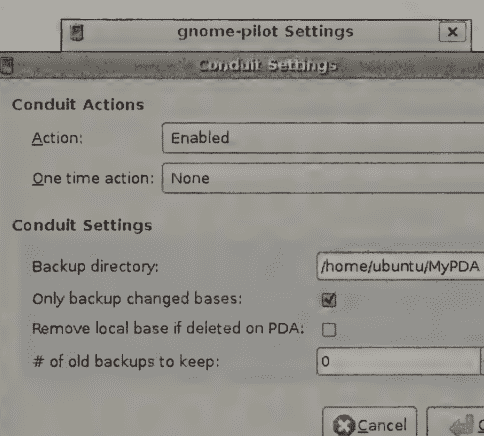 gnome-pilot Settings
Conduit Settings
Conduit Actions
Action: Enabled
One time action: None
Conduit Settings
Backup directory: /home/ubuntu/MyPDA
Only backup changed bases:
Remove local base if deleted on PDA:
# of old backups to keep: 0
Cancel